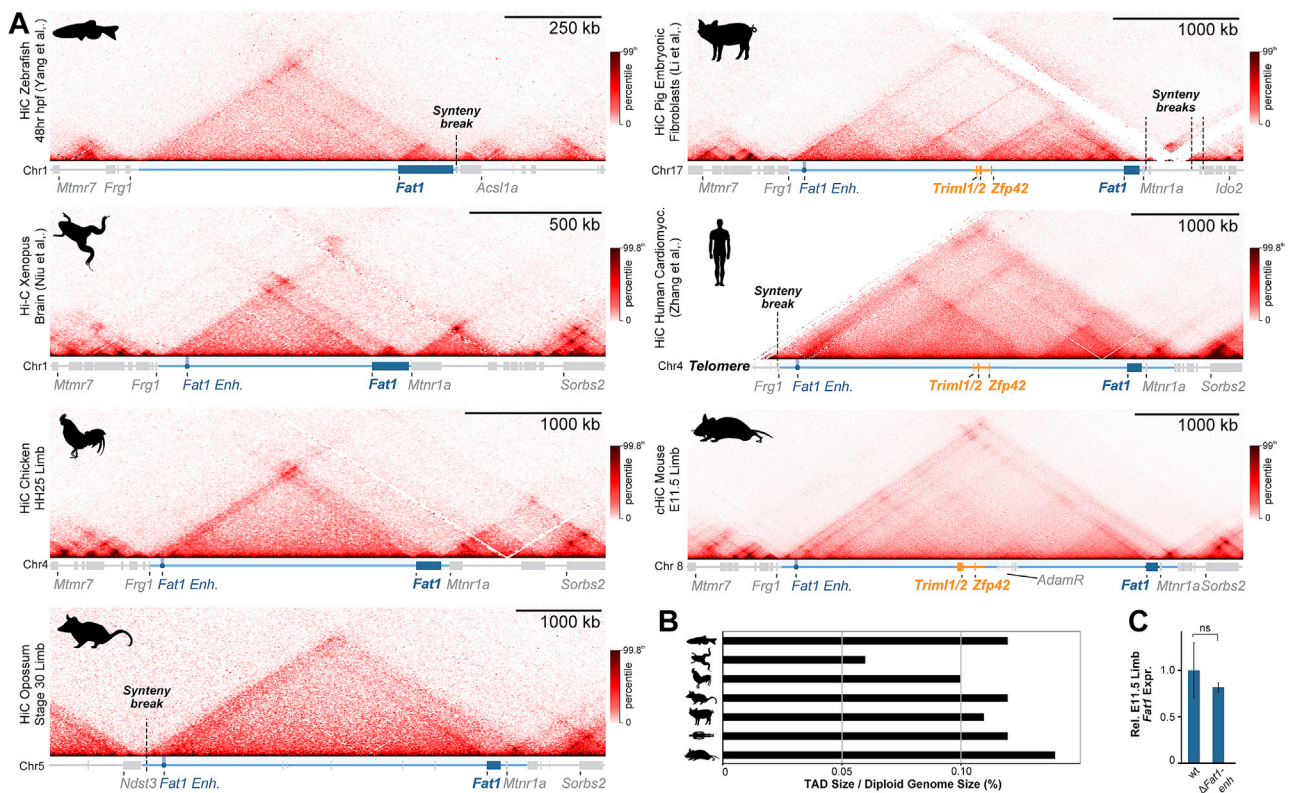 A
HiC Zebrafish
48hr hpf (Yang et al,.)
250 kb
99th
percentile
0
Synteny
break
Chr1
Mtmr7 Frg1 Fat1 Acsl1a
HiC Pig Embryonic
Fibroblasts (Li et al,.)
1000 kb
99th
percentile
0
Synteny
breaks
Chr17
Mtmr7 Frg1 Fat1 Enh. Triml1/2 Zfp42 Fat1 Mtnr1a Ido2
Hi-C Xenopus
Brain (Niu et al,.)
500 kb
99.8th
percentile
0
Chr1
Mtmr7 Frg1 Fat1 Enh. Fat1 Mtnr1a Sorbs2
HiC Human Cardiomyoc.
(Zhang et al,.)
1000 kb
99.8th
percentile
0
Synteny
break
Chr4 Telomere
Frg1 Fat1 Enh. Triml1/2 Zfp42 Fat1 Mtnr1a Sorbs2
HiC Chicken
HH25 Limb
1000 kb
99.8th
percentile
0
Chr4
Mtmr7 Frg1 Fat1 Enh. Fat1 Mtnr1a Sorbs2
cHiC Mouse
E11.5 Limb
1000 kb
99th
percentile
0
Chr 8
Mtmr7 Frg1 Fat1 Enh. Triml1/2 Zfp42 AdamR Fat1 Mtnr1a Sorbs2
HiC Opossum
Stage 30 Limb
1000 kb
99th
percentile
0
Synteny
break
Chr5
Ndst3 Fat1 Enh. Fat1 Mtnr1a Sorbs2
B
0 0.05 0.10
TAD Size / Diploid Genome Size (%)
C
ns
Rel. E11.5 Limb
Fat1 Expr.
1.0
0.5
0
wt
ΔFat1-
enh